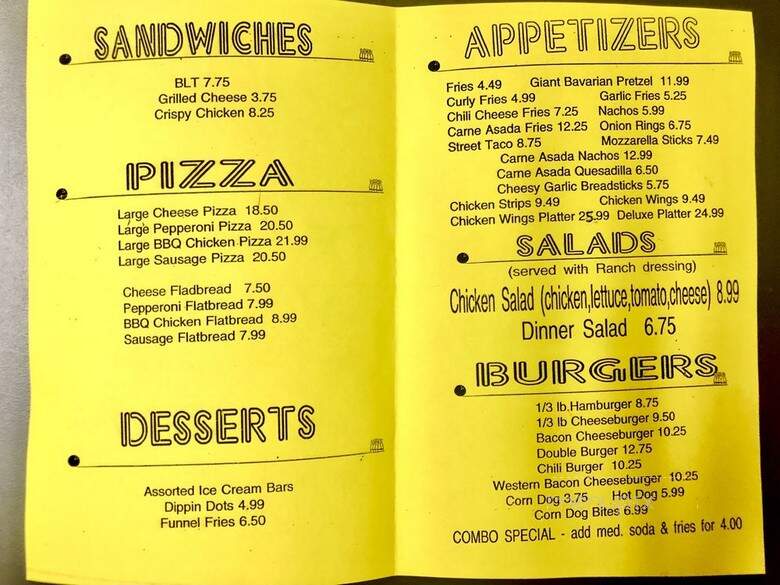 SANDWICHES
BLT 7.75
Grilled Cheese 3.75
Crispy Chicken 8.25
PIZZA
Large Cheese Pizza 18.50
Large Pepperoni Pizza 20.50
Large BBQ Chicken Pizza 21.99
Large Sausage Pizza 20.50
Cheese Fladbread 7.50
Pepperoni Flatbread 7.99
BBQ Chicken Flatbread 8.99
Sausage Flatbread 7.99
DESSERTS
Assorted Ice Cream Bars
Dippin Dots 4.99
Funnel Fries 6.50
APPETIZERS
Fries 4.49 Giant Bavarian Pretzel 11.99
Curly Fries 4.99 Garlic Fries 5.25
Chili Cheese Fries 7.25 Nachos 5.99
Carne Asada Fries 12.25 Onion Rings 6.75
Street Taco 8.75 Mozzarella Sticks 7.49
Carne Asada Nachos 12.99
Carne Asada Quesadilla 6.50
Cheesy Garlic Breadsticks 5.75
Chicken Strips 9.49 Chicken Wings 9.49
Chicken Wings Platter 25.99 Deluxe Platter 24.99
SALADS
(served with Ranch dressing)
Chicken Salad (chicken,lettuce,tomato,cheese) 8.99
Dinner Salad 6.75
BURGERS
1/3 lb.Hamburger 8.75
1/3 lb Cheeseburger 9.50
Bacon Cheeseburger 10.25
Double Burger 12.75
Chili Burger 10.25
Western Bacon Cheeseburger 10.25
Corn Dog 3.75 Hot Dog 5.99
Corn Dog Bites 6.99
COMBO SPECIAL - add med. soda & fries for 4.00